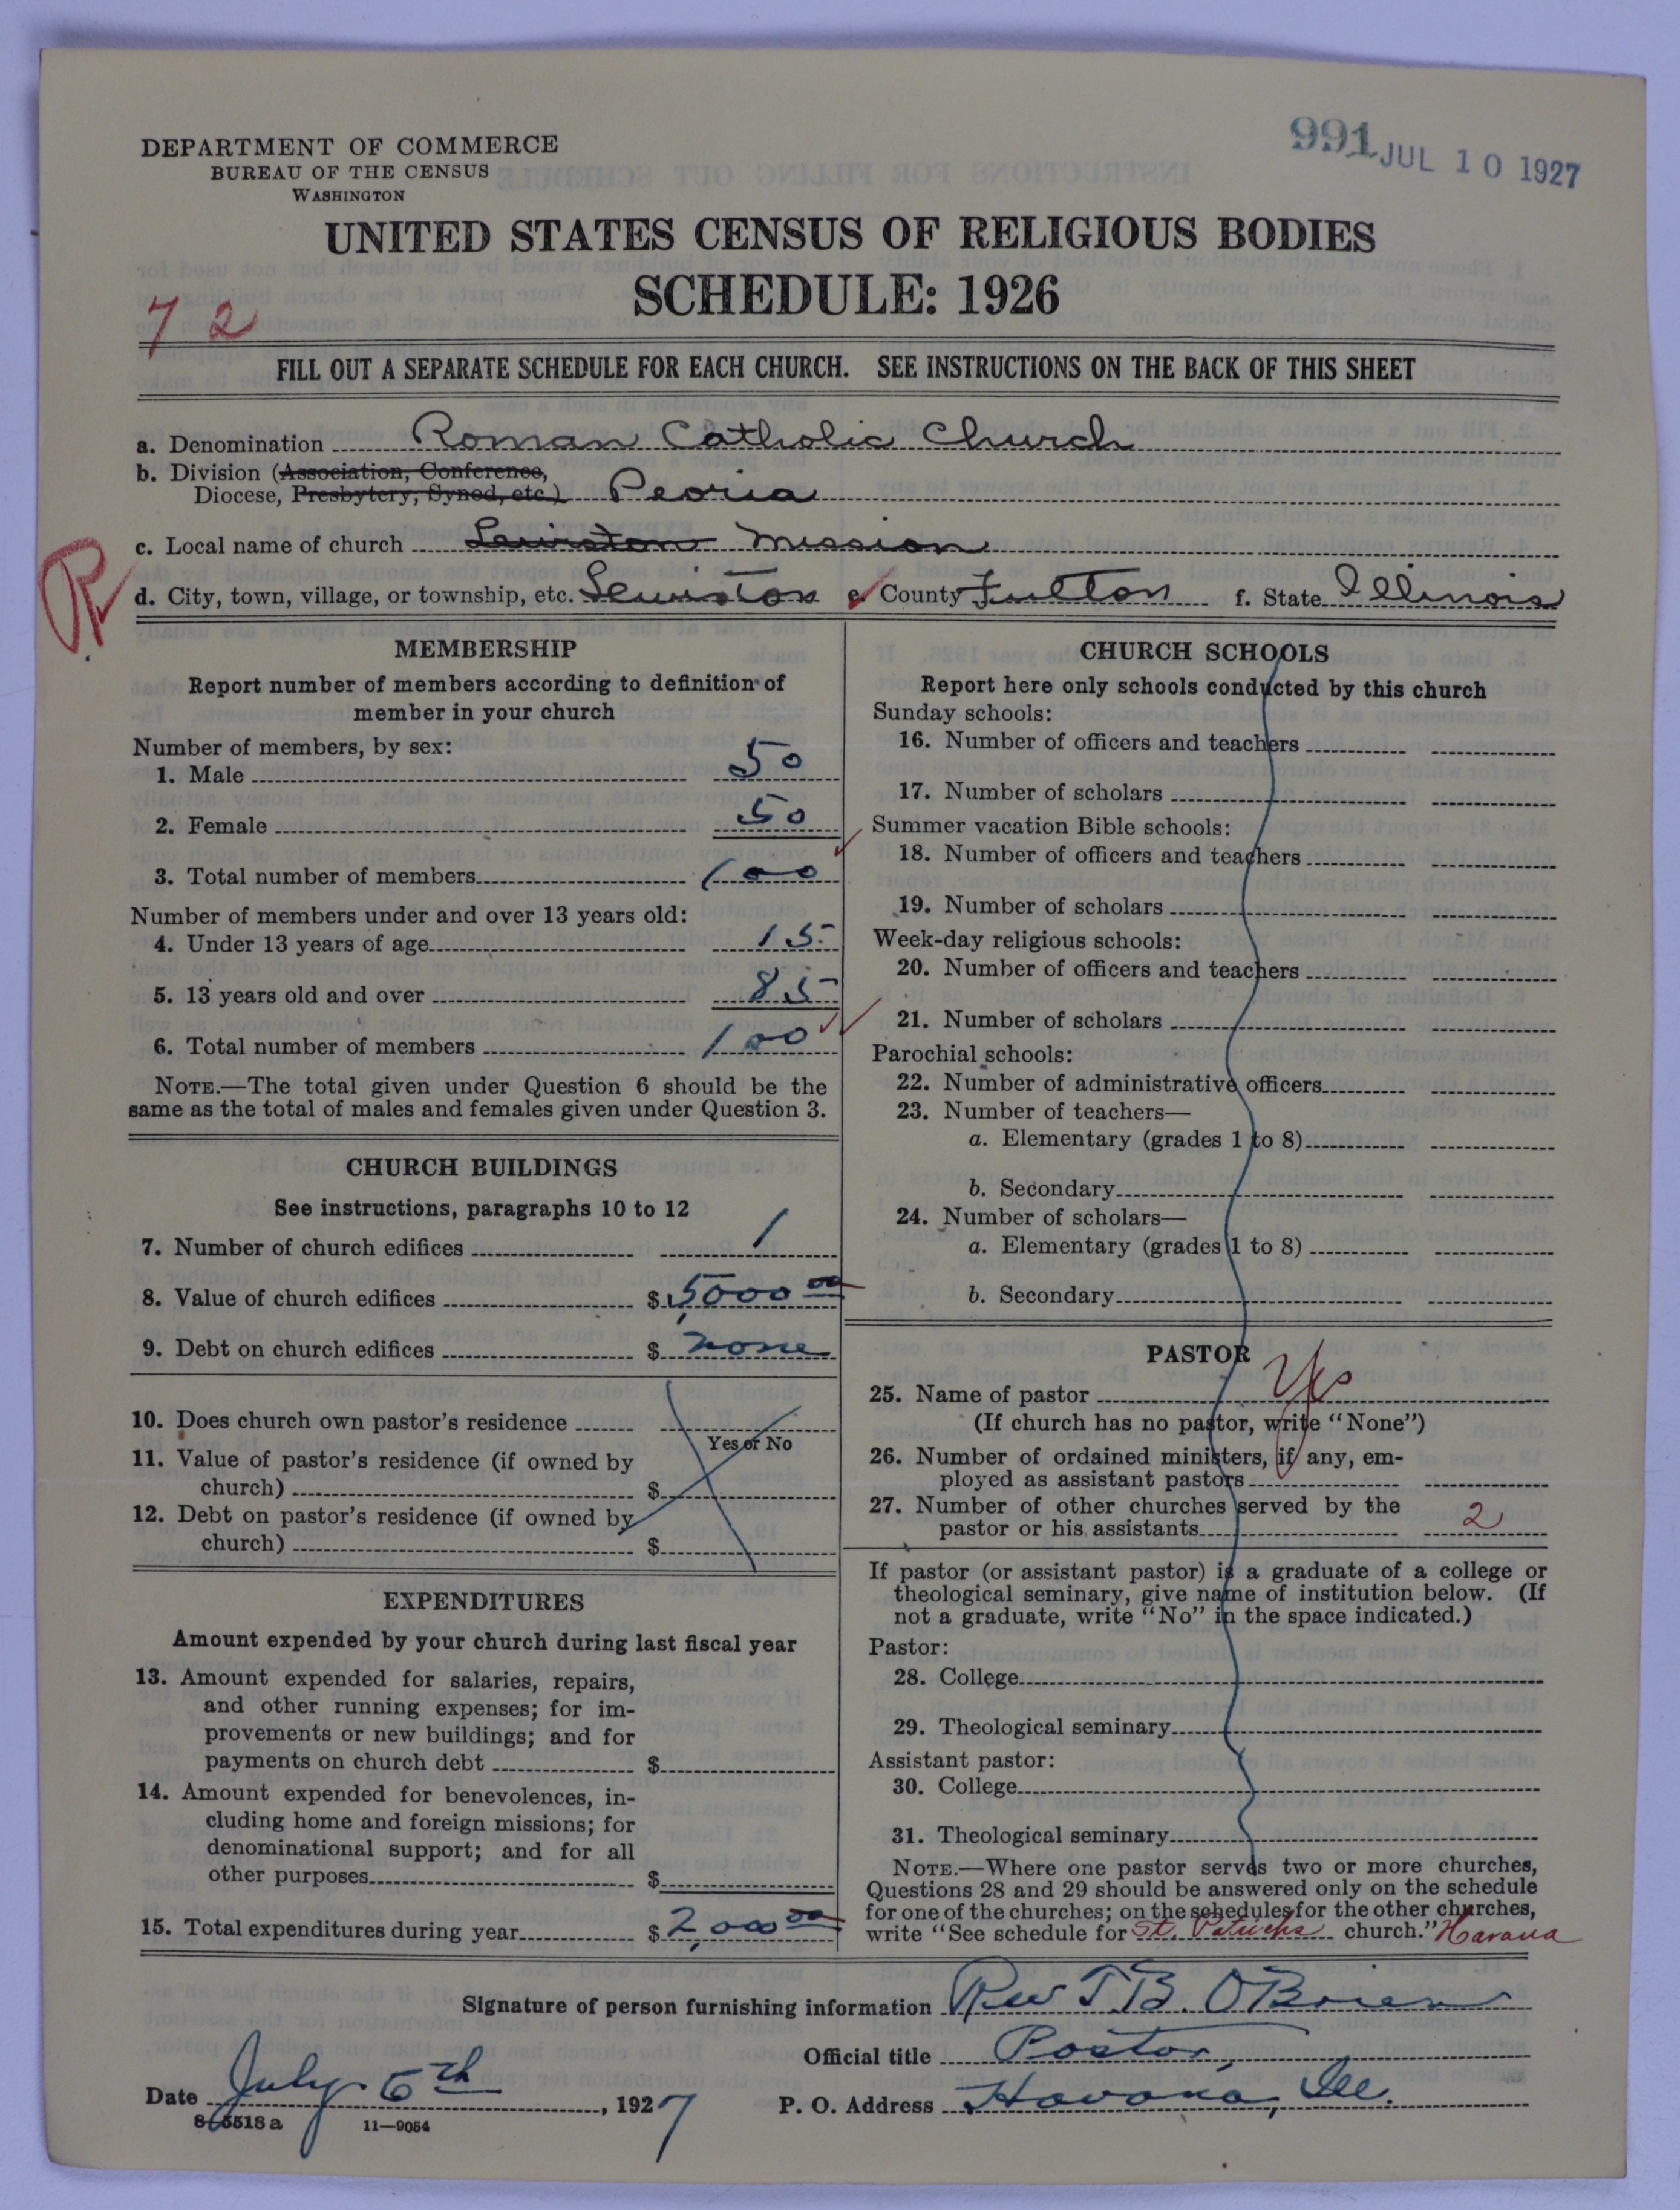 991 JUL 10 1927
DEPARTMENT OF COMMERCE
BUREAU OF THE CENSUS
WASHINGTON
UNITED STATES CENSUS OF RELIGIOUS BODIES
SCHEDULE: 1926
7 2
FILL OUT A SEPARATE SCHEDULE FOR EACH CHURCH. SEE INSTRUCTIONS ON THE BACK OF THIS SHEET
a. Denomination Roman Catholic Church
b. Division (Association, Conference,
Diocese, Presbytery, Synod, etc.) Peoria
c. Local name of church Lewiston Mission
d. City, town, village, or township, etc. Lewiston e. County Fulton f. State Illinois
R
MEMBERSHIP
Report number of members according to definition of
member in your church
Number of members, by sex:
1. Male 50
2. Female 50
3. Total number of members 100
Number of members under and over 13 years old:
4. Under 13 years of age 15
5. 13 years old and over 85
6. Total number of members 100
NOTE.—The total given under Question 6 should be the
same as the total of males and females given under Question 3.
CHURCH BUILDINGS
See instructions, paragraphs 10 to 12
7. Number of church edifices 1
8. Value of church edifices $ 5,000 00
9. Debt on church edifices $ none
10. Does church own pastor's residence
Yes or No
11. Value of pastor's residence (if owned by
church) $
12. Debt on pastor's residence (if owned by
church) $
EXPENDITURES
Amount expended by your church during last fiscal year
13. Amount expended for salaries, repairs,
and other running expenses; for im-
provements or new buildings; and for
payments on church debt $
14. Amount expended for benevolences, in-
cluding home and foreign missions; for
denominational support; and for all
other purposes $
15. Total expenditures during year $ 2,000 00
CHURCH SCHOOLS
Report here only schools conducted by this church
Sunday schools:
16. Number of officers and teachers
17. Number of scholars
Summer vacation Bible schools:
18. Number of officers and teachers
19. Number of scholars
Week-day religious schools:
20. Number of officers and teachers
21. Number of scholars
Parochial schools:
22. Number of administrative officers
23. Number of teachers—
a. Elementary (grades 1 to 8)
b. Secondary
24. Number of scholars—
a. Elementary (grades 1 to 8)
b. Secondary
PASTOR
25. Name of pastor Yes
(If church has no pastor, write "None")
26. Number of ordained ministers, if any, em-
ployed as assistant pastors
27. Number of other churches served by the
pastor or his assistants 2
If pastor (or assistant pastor) is a graduate of a college or
theological seminary, give name of institution below. (If
not a graduate, write "No" in the space indicated.)
Pastor:
28. College
29. Theological seminary
Assistant pastor:
30. College
31. Theological seminary
NOTE.—Where one pastor serves two or more churches,
Questions 28 and 29 should be answered only on the schedule
for one of the churches; on the schedules for the other churches,
write "See schedule for St. Patricks church." Havana
Signature of person furnishing information Rev T. B. O'Brien
Official title Pastor
Date July 6th, 1927
P. O. Address Havana, Ill.
8-5518a 11—9054